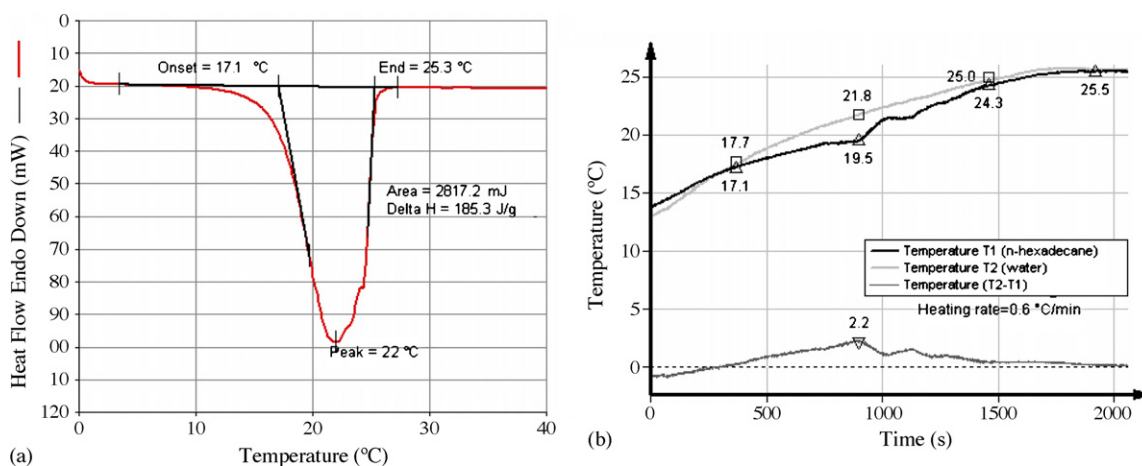 0
10
20
30
40
50
60
70
80
90
00
10
120
Heat Flow Endo Down (mW)
Onset = 17.1 °C
End = 25.3 °C
Area = 2817.2 mJ
Delta H = 185.3 J/g
Peak = 22 °C
0
10
20
30
40
(a)
Temperature (°C)
25
20
15
10
5
0
Temperature (°C)
17.7
17.1
21.8
19.5
25.0
24.3
25.5
Temperature T1 (n-hexadecane)
Temperature T2 (water)
Temperature (T2-T1)
Heating rate=0.6 °C/min
2.2
0
500
1000
1500
2000
(b)
Time (s)